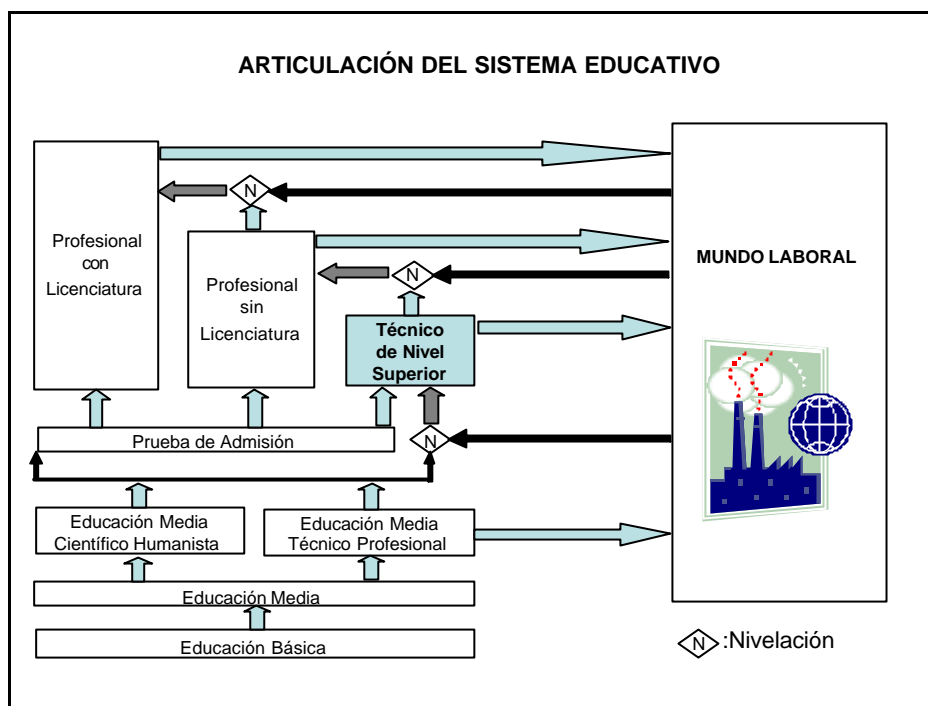 ARTICULACIÓN DEL SISTEMA EDUCATIVO
Profesional
con
Licenciatura
N
Profesional
sin
Licenciatura
N
MUNDO LABORAL
Técnico
de Nivel
Superior
Prueba de Admisión
N
Educación Media
Científico Humanista
Educación Media
Técnico Profesional
Educación Media
Educación Básica
N :Nivelación